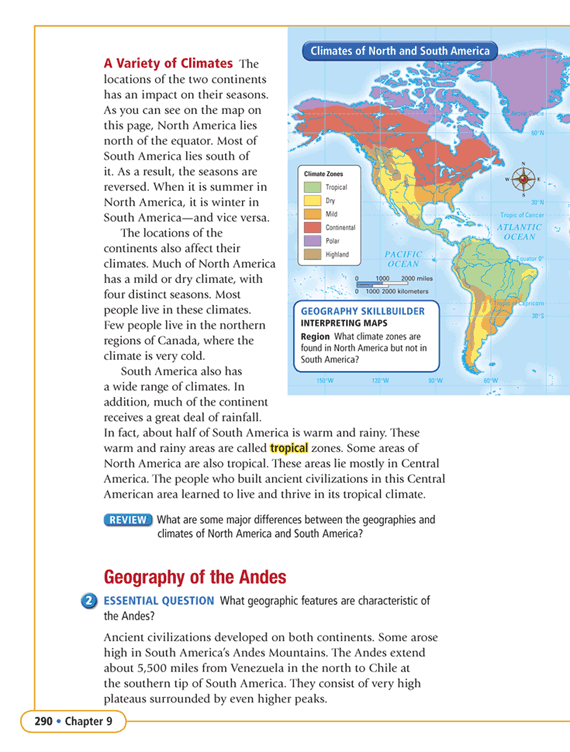 A Variety of Climates The
locations of the two continents
has an impact on their seasons.
As you can see on the map on
this page, North America lies
north of the equator. Most of
South America lies south of
it. As a result, the seasons are
reversed. When it is summer in
North America, it is winter in
South America—and vice versa.
The locations of the
continents also affect their
climates. Much of North America
has a mild or dry climate, with
four distinct seasons. Most
people live in these climates.
Few people live in the northern
regions of Canada, where the
climate is very cold.
South America also has
a wide range of climates. In
addition, much of the continent
receives a great deal of rainfall.
In fact, about half of South America is warm and rainy. These
warm and rainy areas are called tropical zones. Some areas of
North America are also tropical. These areas lie mostly in Central
America. The people who built ancient civilizations in this Central
American area learned to live and thrive in its tropical climate.
Climates of North and South America
60°N
N
W E
S
30°N
Tropic of Cancer
ATLANTIC
OCEAN
Climate Zones
Tropical
Dry
Mild
Continental
Polar
Highland
PACIFIC
OCEAN
Equator 0°
0 1000 2000 miles
0 1000 2000 kilometers
Tropic of Capricorn
30°S
150°W 120°W 90°W 60°W
GEOGRAPHY SKILLBUILDER
INTERPRETING MAPS
Region What climate zones are
found in North America but not in
South America?
REVIEW What are some major differences between the geographies and
climates of North America and South America?
Geography of the Andes
2 ESSENTIAL QUESTION What geographic features are characteristic of
the Andes?
Ancient civilizations developed on both continents. Some arose
high in South America's Andes Mountains. The Andes extend
about 5,500 miles from Venezuela in the north to Chile at
the southern tip of South America. They consist of very high
plateaus surrounded by even higher peaks.
290 • Chapter 9